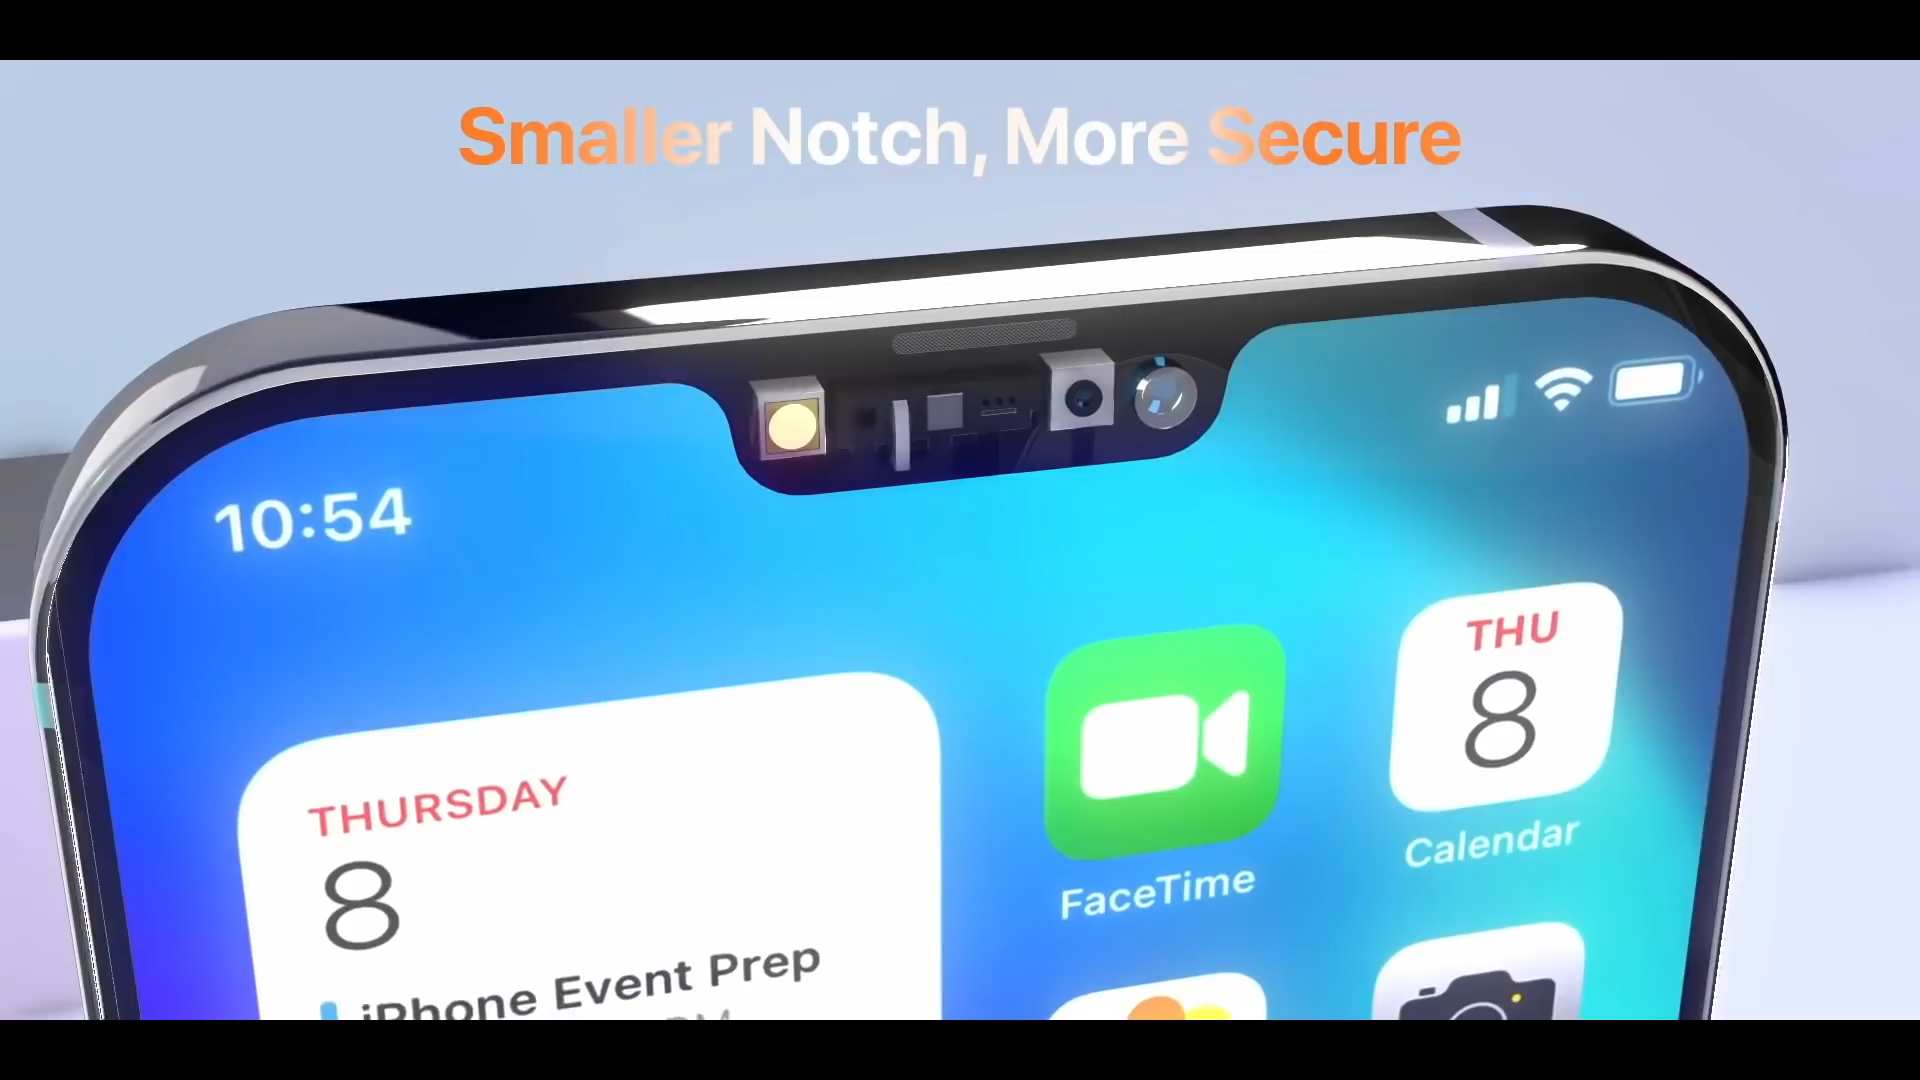 Smaller Notch, More Secure
10:54
THU
8
Calendar
FaceTime
THURSDAY
8
iPhone Event Prep